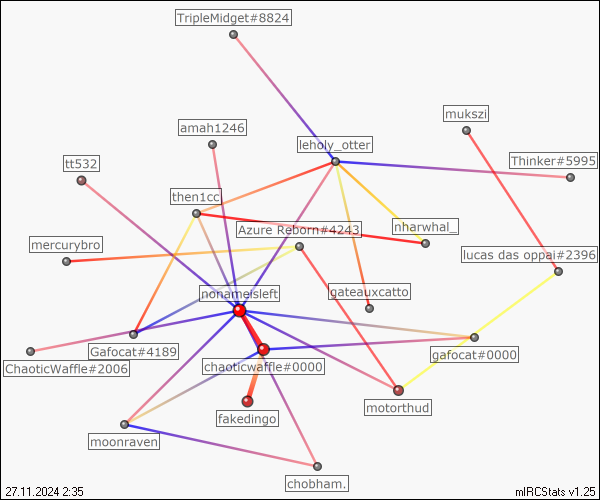 TripleMidget#8824
mukszi
amah1246
leholy_otter
tt532
Thinker#5995
then1cc
Azure Reborn#4243
nharwhal_
mercurybro
lucas das oppai#2396
nonameisleft
gateauxcatto
Gafocat#4189
gafocat#0000
ChaoticWaffle#2006
chaoticwaffle#0000
motorthud
fakedingo
moonraven
chobham.
27.11.2024 2:35
mIRCStats v1.25